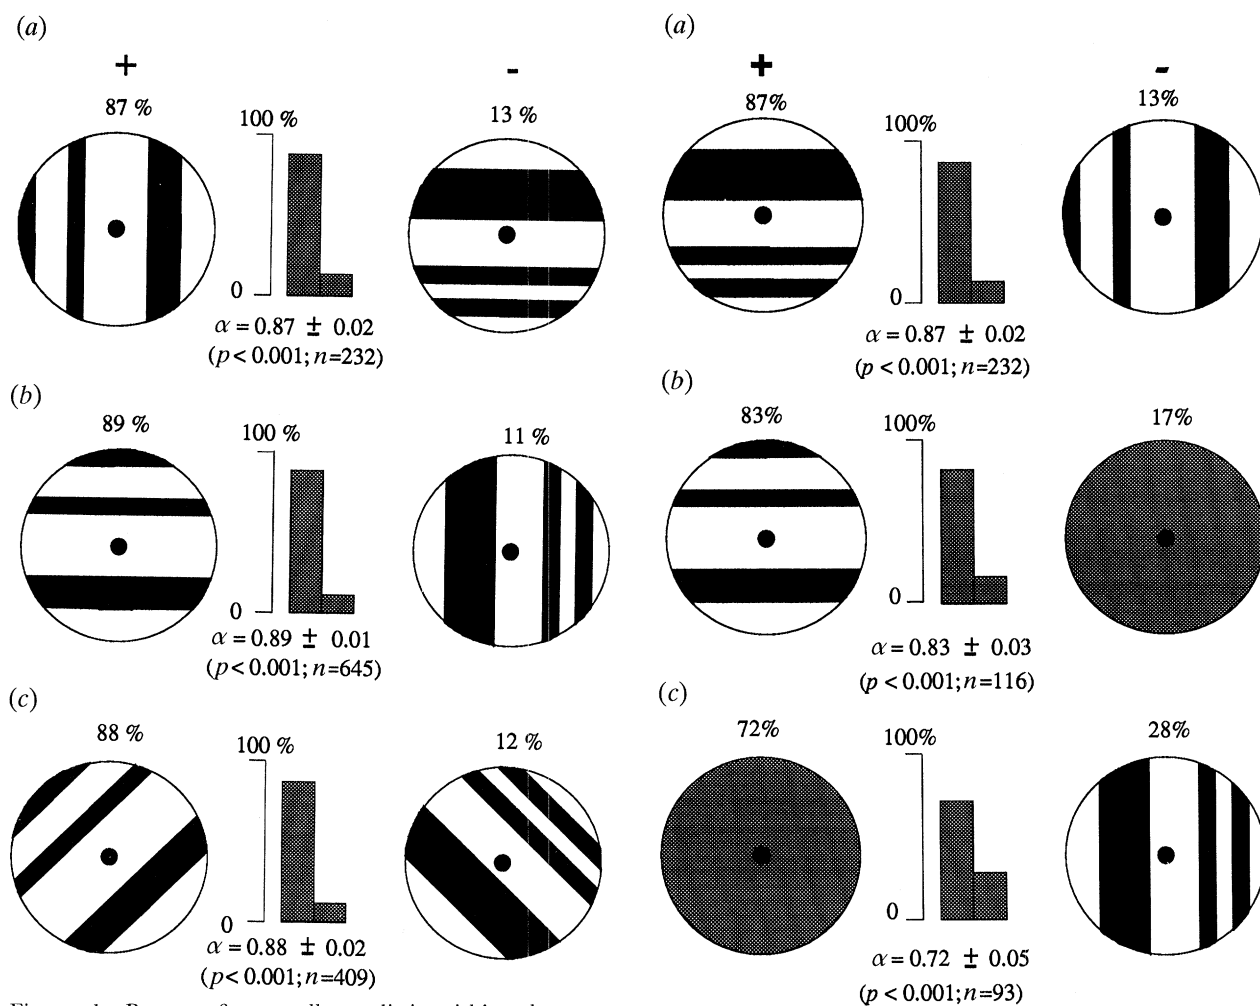 (a)
+
-
87 %
13 %
100 %
0
α = 0.87 ± 0.02
(p < 0.001; n=232)
(b)
89 %
11 %
100 %
0
α = 0.89 ± 0.01
(p < 0.001; n=645)
(c)
88 %
12 %
100 %
0
α = 0.88 ± 0.02
(p < 0.001; n=409)
(a)
+
-
87%
13%
100%
0
α = 0.87 ± 0.02
(p < 0.001; n=232)
(b)
83%
17%
100%
0
α = 0.83 ± 0.03
(p < 0.001; n=116)
(c)
72%
28%
100%
0
α = 0.72 ± 0.05
(p < 0.001; n=93)